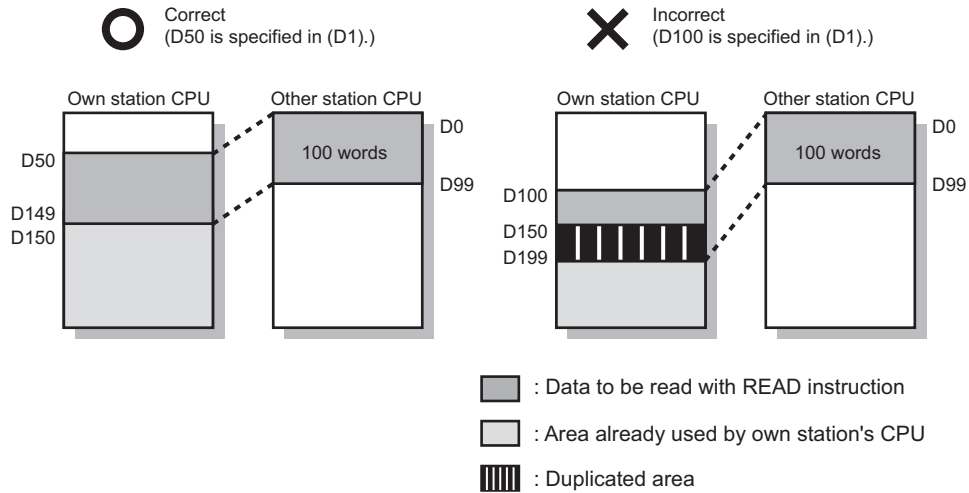 Correct
(D50 is specified in (D1).)
Incorrect
(D100 is specified in (D1).)
Own station CPU
Other station CPU
D50
D149
D150
100 words
D0
D99
Own station CPU
Other station CPU
D100
D150
D199
100 words
D0
D99
: Data to be read with READ instruction
: Area already used by own station's CPU
: Duplicated area